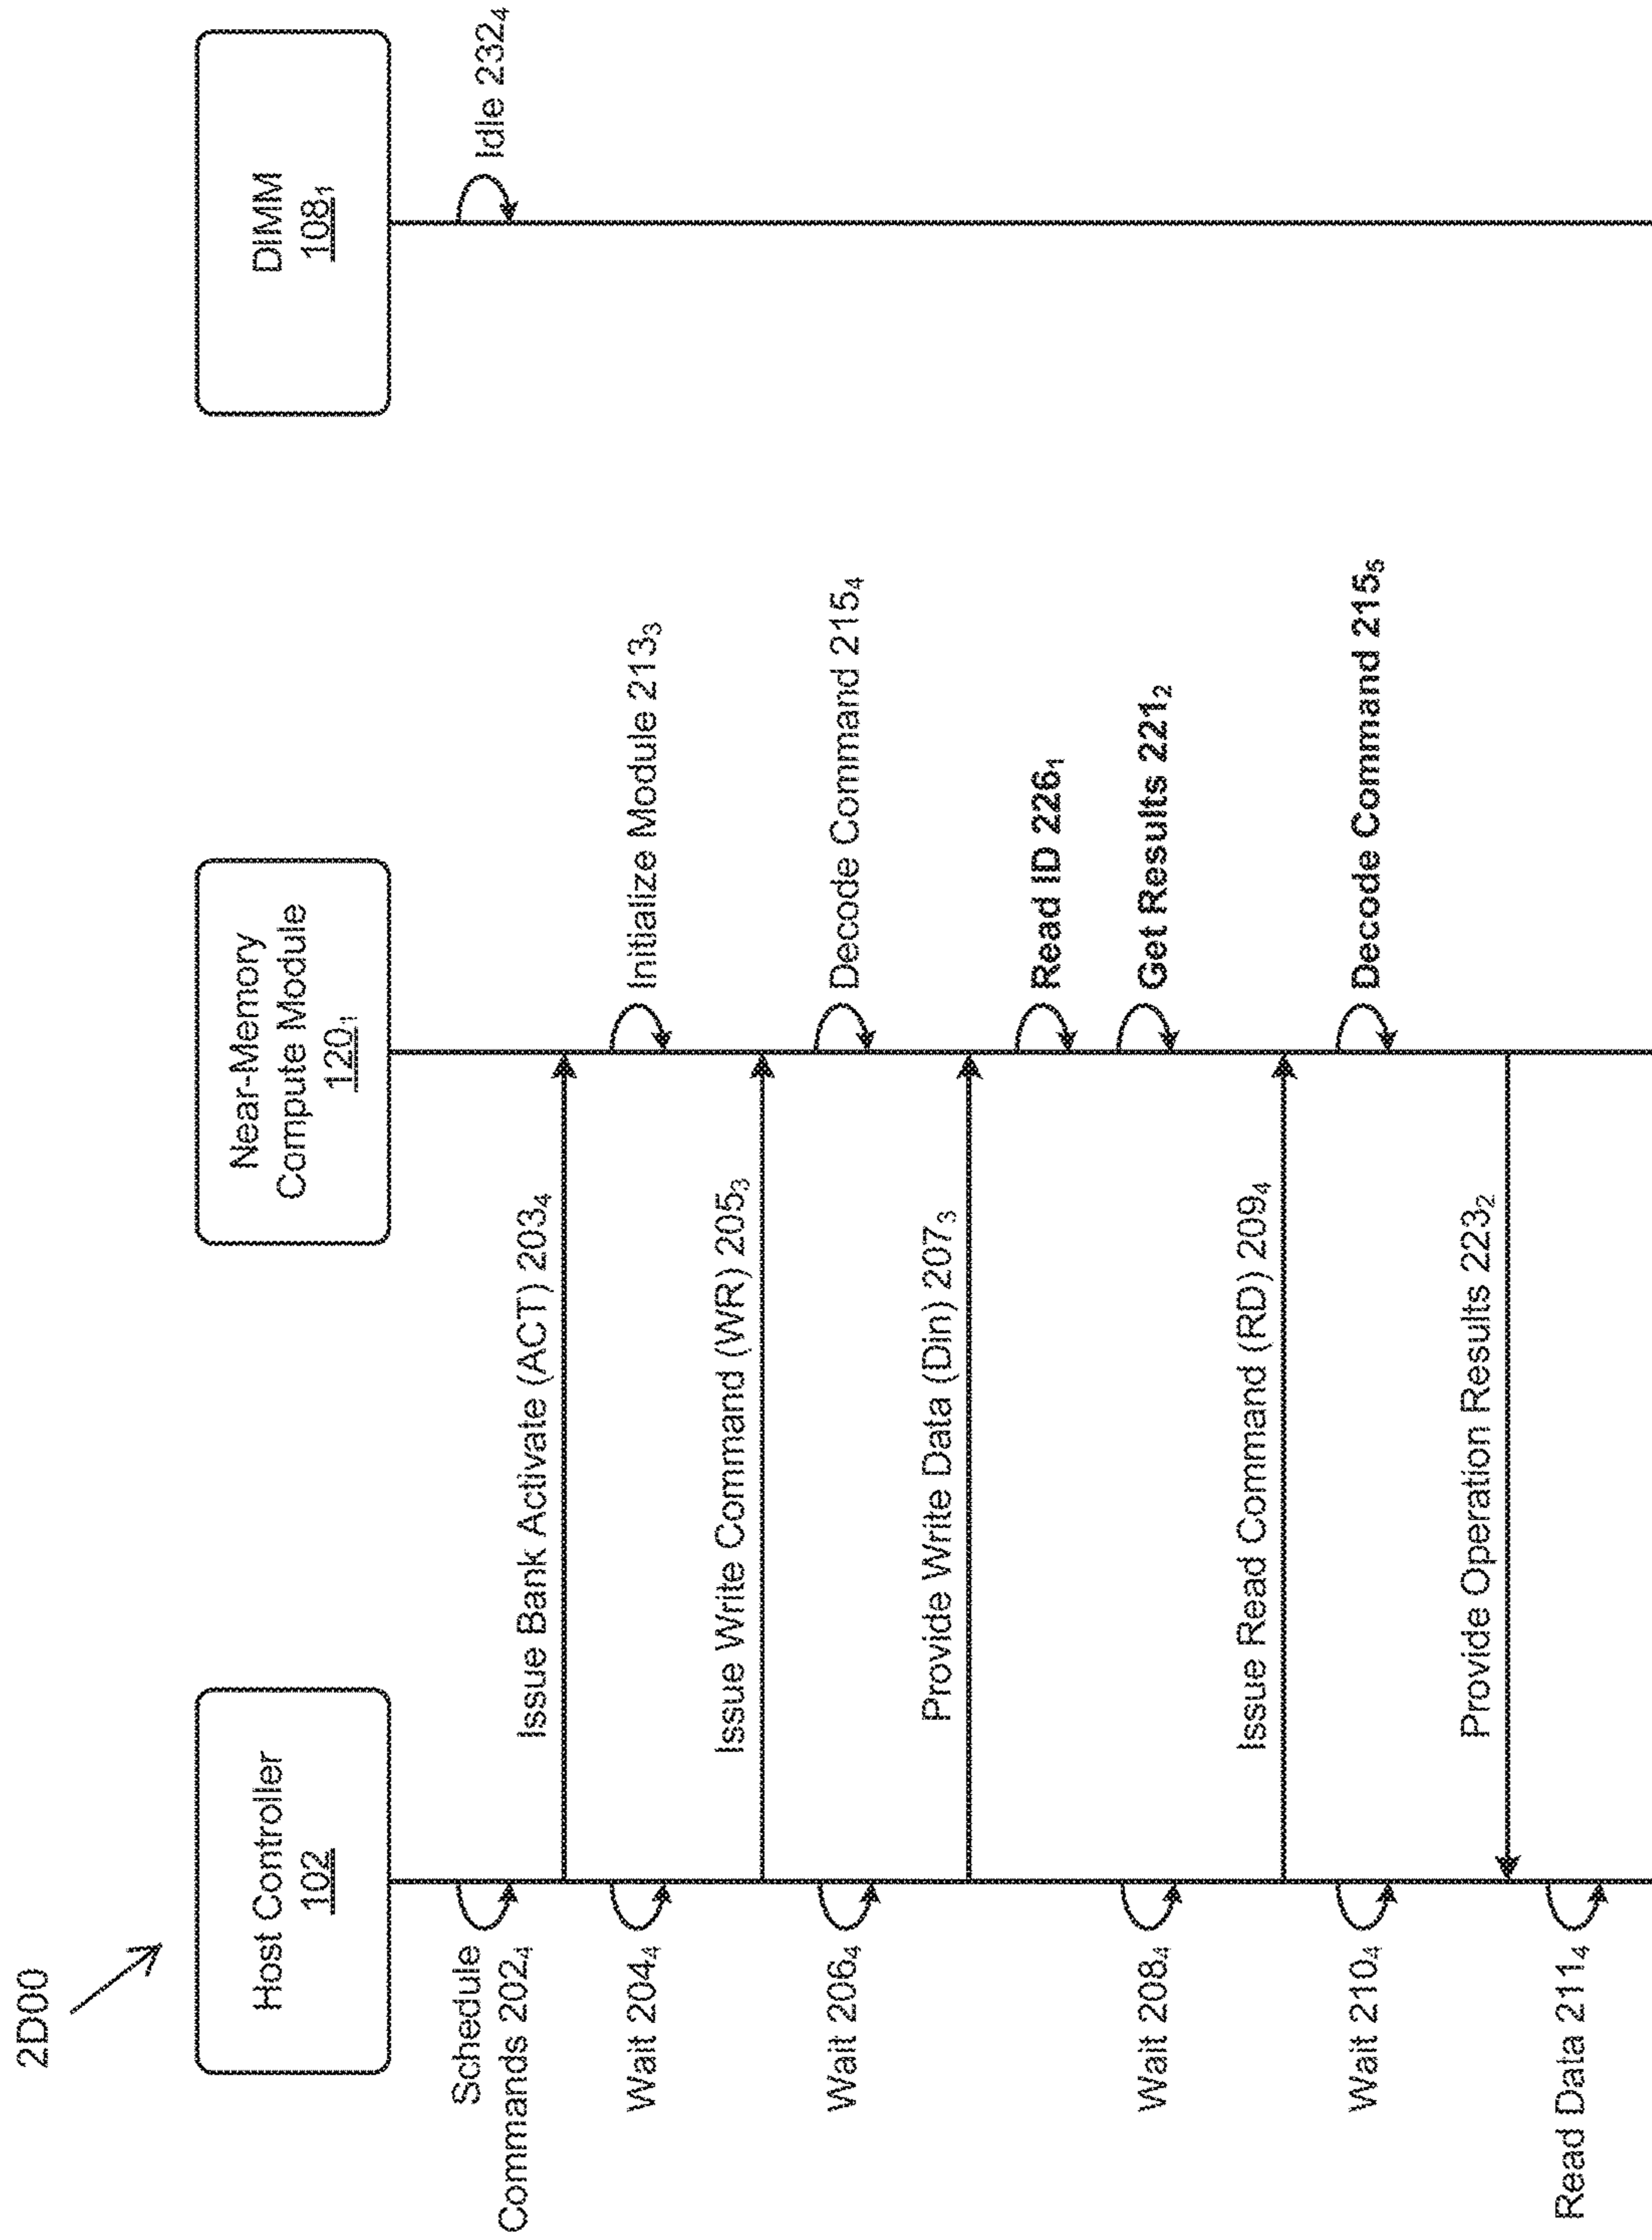 2D00
Host Controller
102
Near-Memory
Compute Module
120₁
DIMM
108₁
Schedule
Commands 202₄
Idle 232₄
Issue Bank Activate (ACT) 203₄
Wait 204₄
Initialize Module 213₃
Issue Write Command (WR) 205₃
Wait 206₄
Decode Command 215₄
Provide Write Data (Din) 207₃
Read ID 226₁
Wait 208₄
Get Results 221₂
Issue Read Command (RD) 209₄
Wait 210₄
Decode Command 215₅
Provide Operation Results 223₂
Read Data 211₄